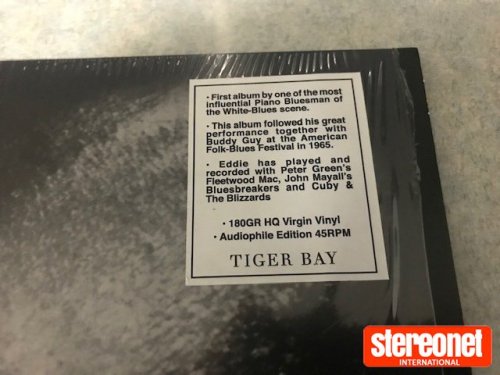 • First album by one of the most
influential Piano Bluesman of
the White-Blues scene.
• This album followed his great
performance together with
Buddy Guy at the American
Folk-Blues Festival in 1965.
• Eddie has played and
recorded with Peter Green's
Fleetwood Mac, John Mayall's
Bluesbreakers and Cuby &
The Blizzards
• 180GR HQ Virgin Vinyl
• Audiophile Edition 45RPM
TIGER BAY
stereonet
INTERNATIONAL